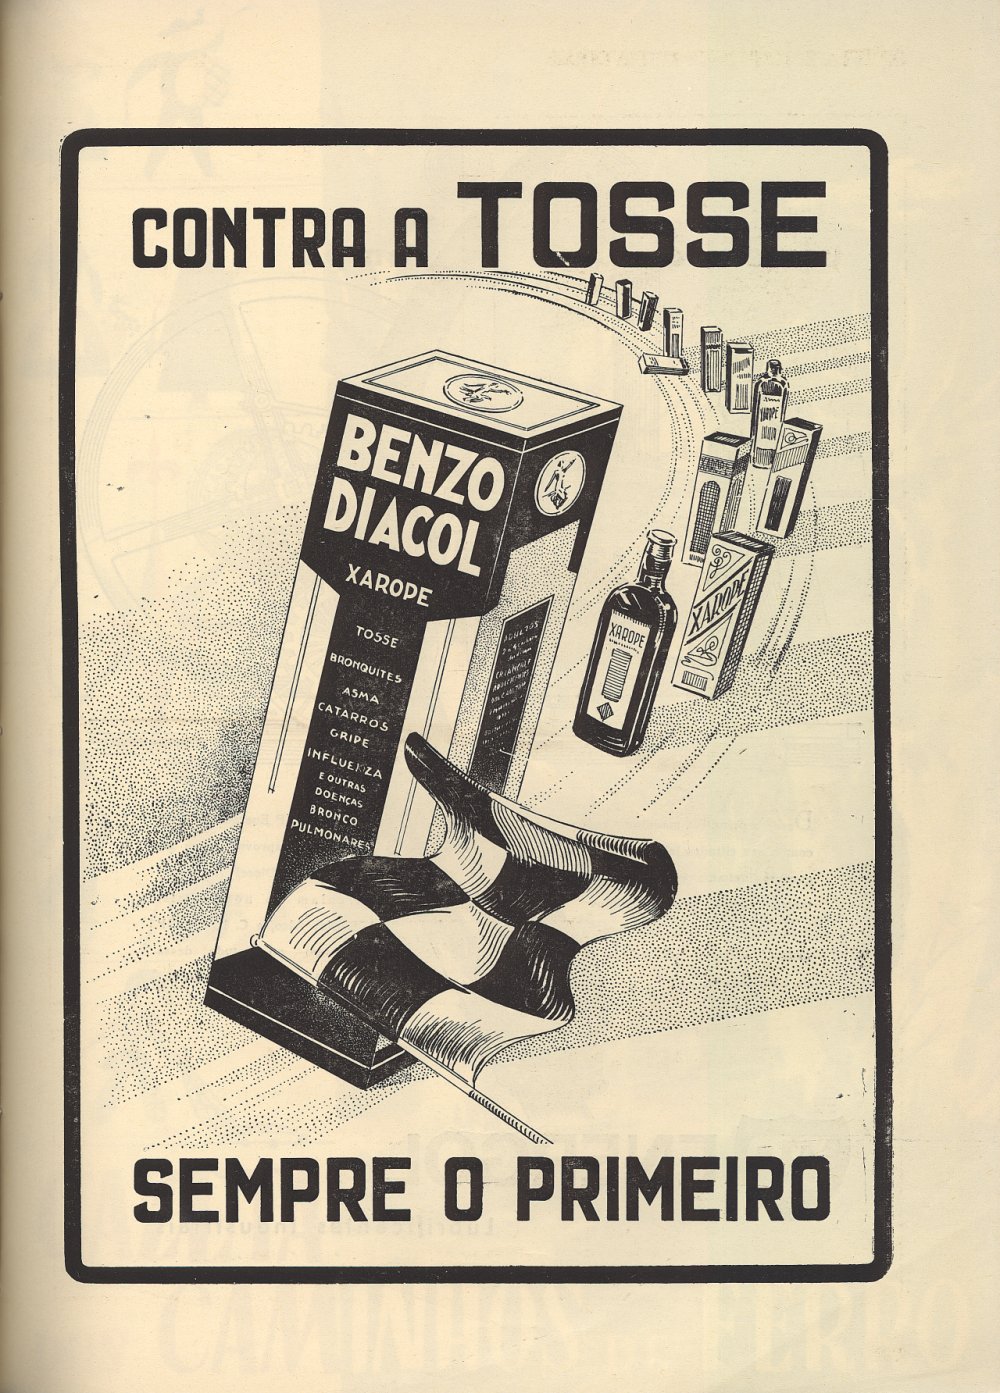 CONTRA A TOSSE
BENZO
DIACOL
XAROPE
TOSSE
BRONQUITES
ASMA
CATARROS
GRIPE
INFLUENZA
E OUTRAS
DOENÇAS
BRONCO
PULMONARES
ADULTOS
XAROPE
XAROPE
XAROPE
SEMPRE O PRIMEIRO